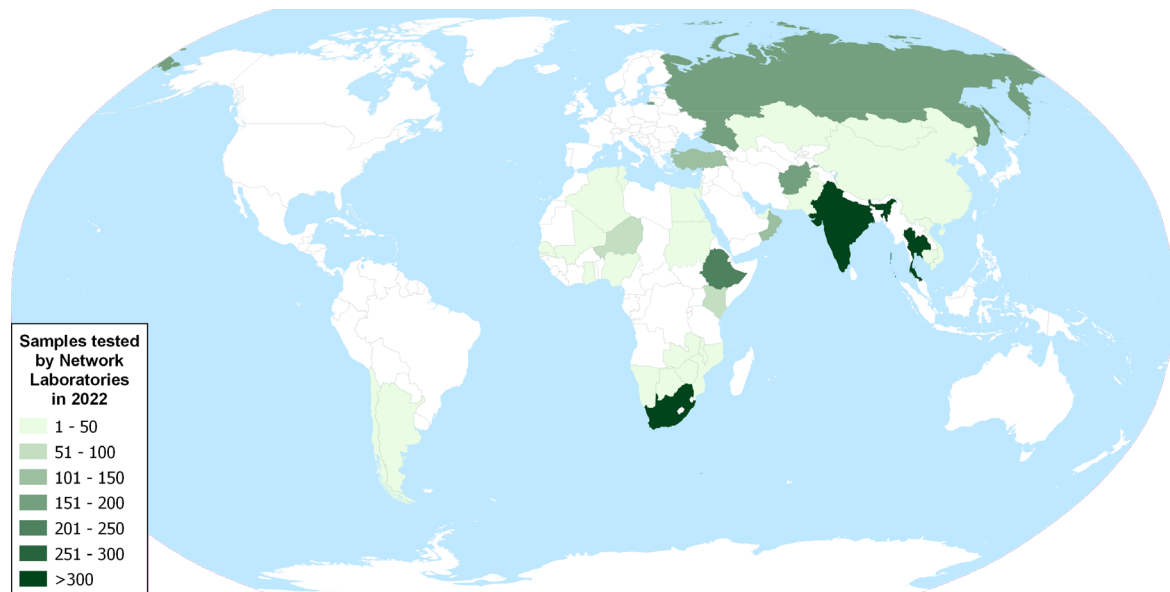 Samples tested
by Network
Laboratories
in 2022
1 - 50
51 - 100
101 - 150
151 - 200
201 - 250
251 - 300
>300